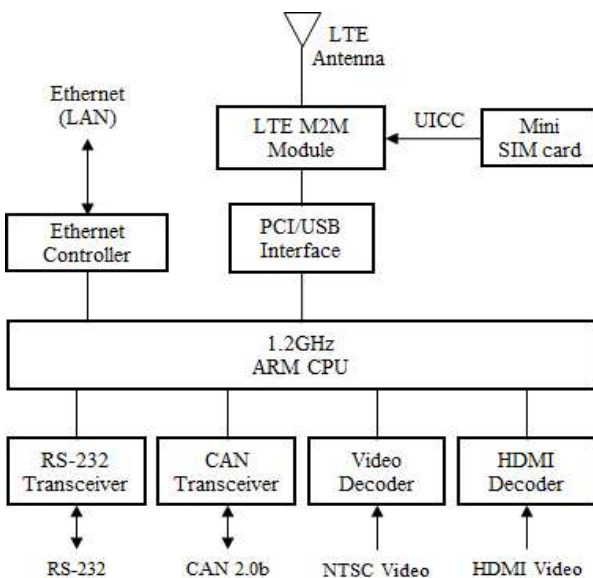 LTE
Antenna
Ethernet
(LAN)
LTE M2M
Module
UICC
Mini
SIM card
Ethernet
Controller
PCI/USB
Interface
1.2GHz
ARM CPU
RS-232
Transceiver
CAN
Transceiver
Video
Decoder
HDMI
Decoder
RS-232
CAN 2.0b
NTSC Video
HDMI Video